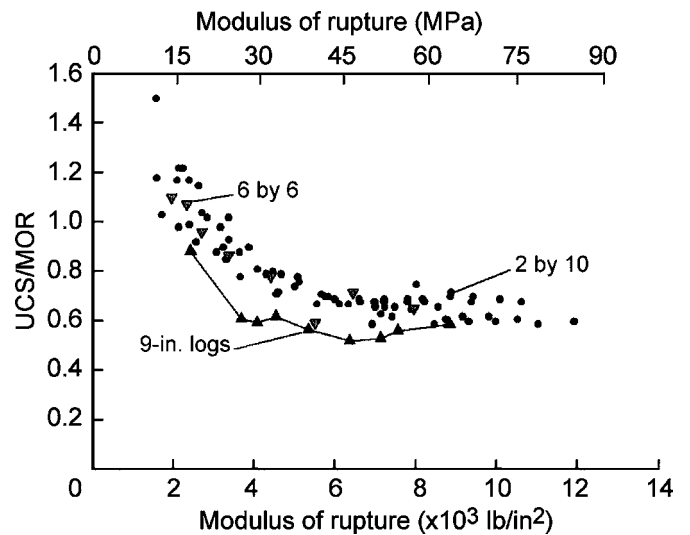 Modulus of rupture (MPa)
0 15 30 45 60 75 90
1.6
1.4
1.2
1.0
0.8
0.6
0.4
0.2
0
UCS/MOR
6 by 6
2 by 10
9-in. logs
2 4 6 8 10 12 14
Modulus of rupture (x10³ lb/in²)